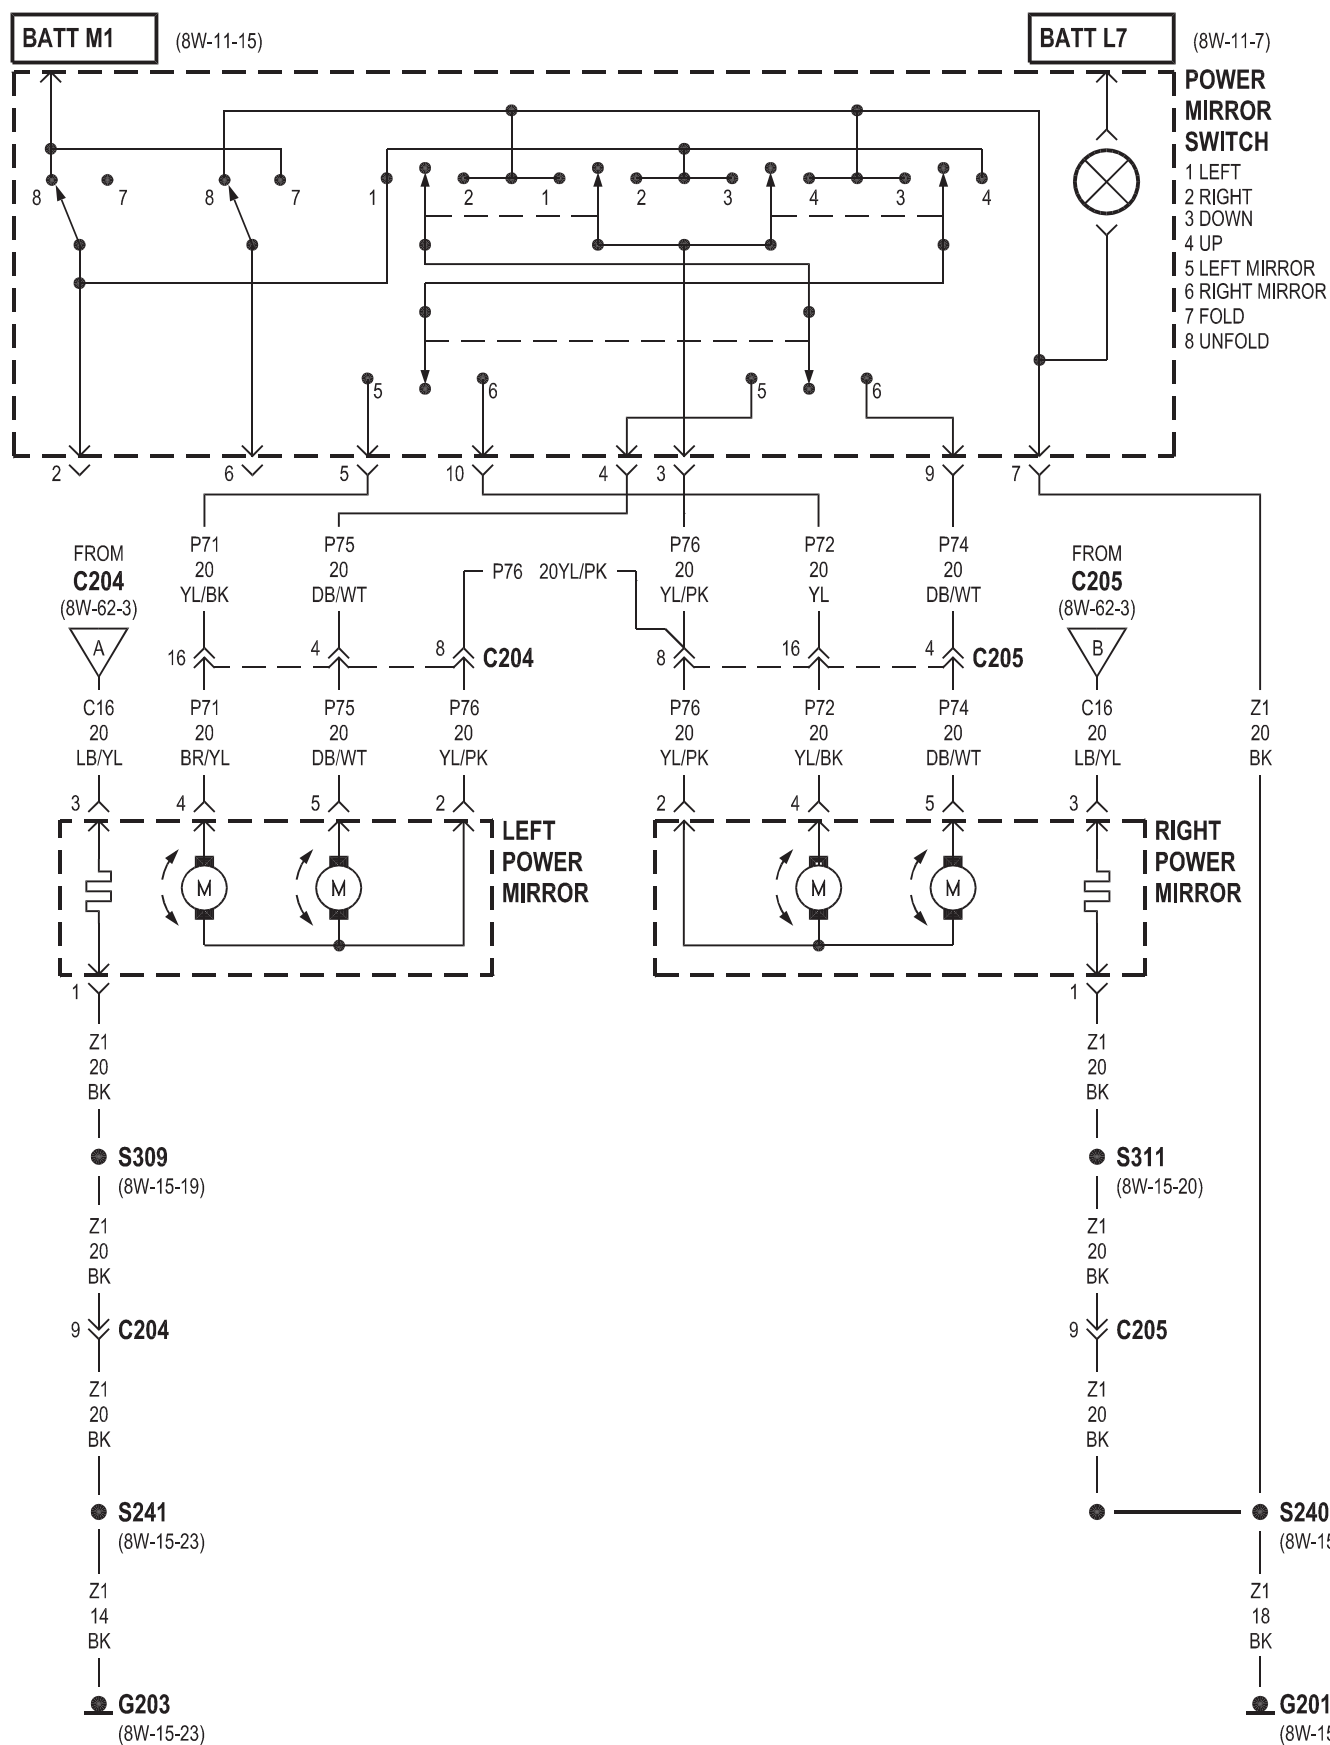 BATT M1
(8W-11-15)
BATT L7
(8W-11-7)
POWER
MIRROR
SWITCH
1 LEFT
2 RIGHT
3 DOWN
4 UP
5 LEFT MIRROR
6 RIGHT MIRROR
7 FOLD
8 UNFOLD
8 7 8 7 1 2 1 2 3 4 3 4
5 6 5 6
2 6 5 10 4 3 9 7
FROM
C204
(8W-62-3)
A
P71
20
YL/BK
P75
20
DB/WT
P76 20YL/PK
P76
20
YL/PK
P72
20
YL
P74
20
DB/WT
FROM
C205
(8W-62-3)
B
16 4 8 C204
8 16 4 C205
C16
20
LB/YL
P71
20
BR/YL
P75
20
DB/WT
P76
20
YL/PK
P76
20
YL/PK
P72
20
YL/BK
P74
20
DB/WT
C16
20
LB/YL
Z1
20
BK
3 4 5 2
2 4 5 3
M M
LEFT
POWER
MIRROR
M M
RIGHT
POWER
MIRROR
1
1
Z1
20
BK
Z1
20
BK
S309
(8W-15-19)
S311
(8W-15-20)
Z1
20
BK
Z1
20
BK
9 C204
9 C205
Z1
20
BK
Z1
20
BK
S241
(8W-15-23)
S240
(8W-15
Z1
14
BK
Z1
18
BK
G203
(8W-15-23)
G201
(8W-15